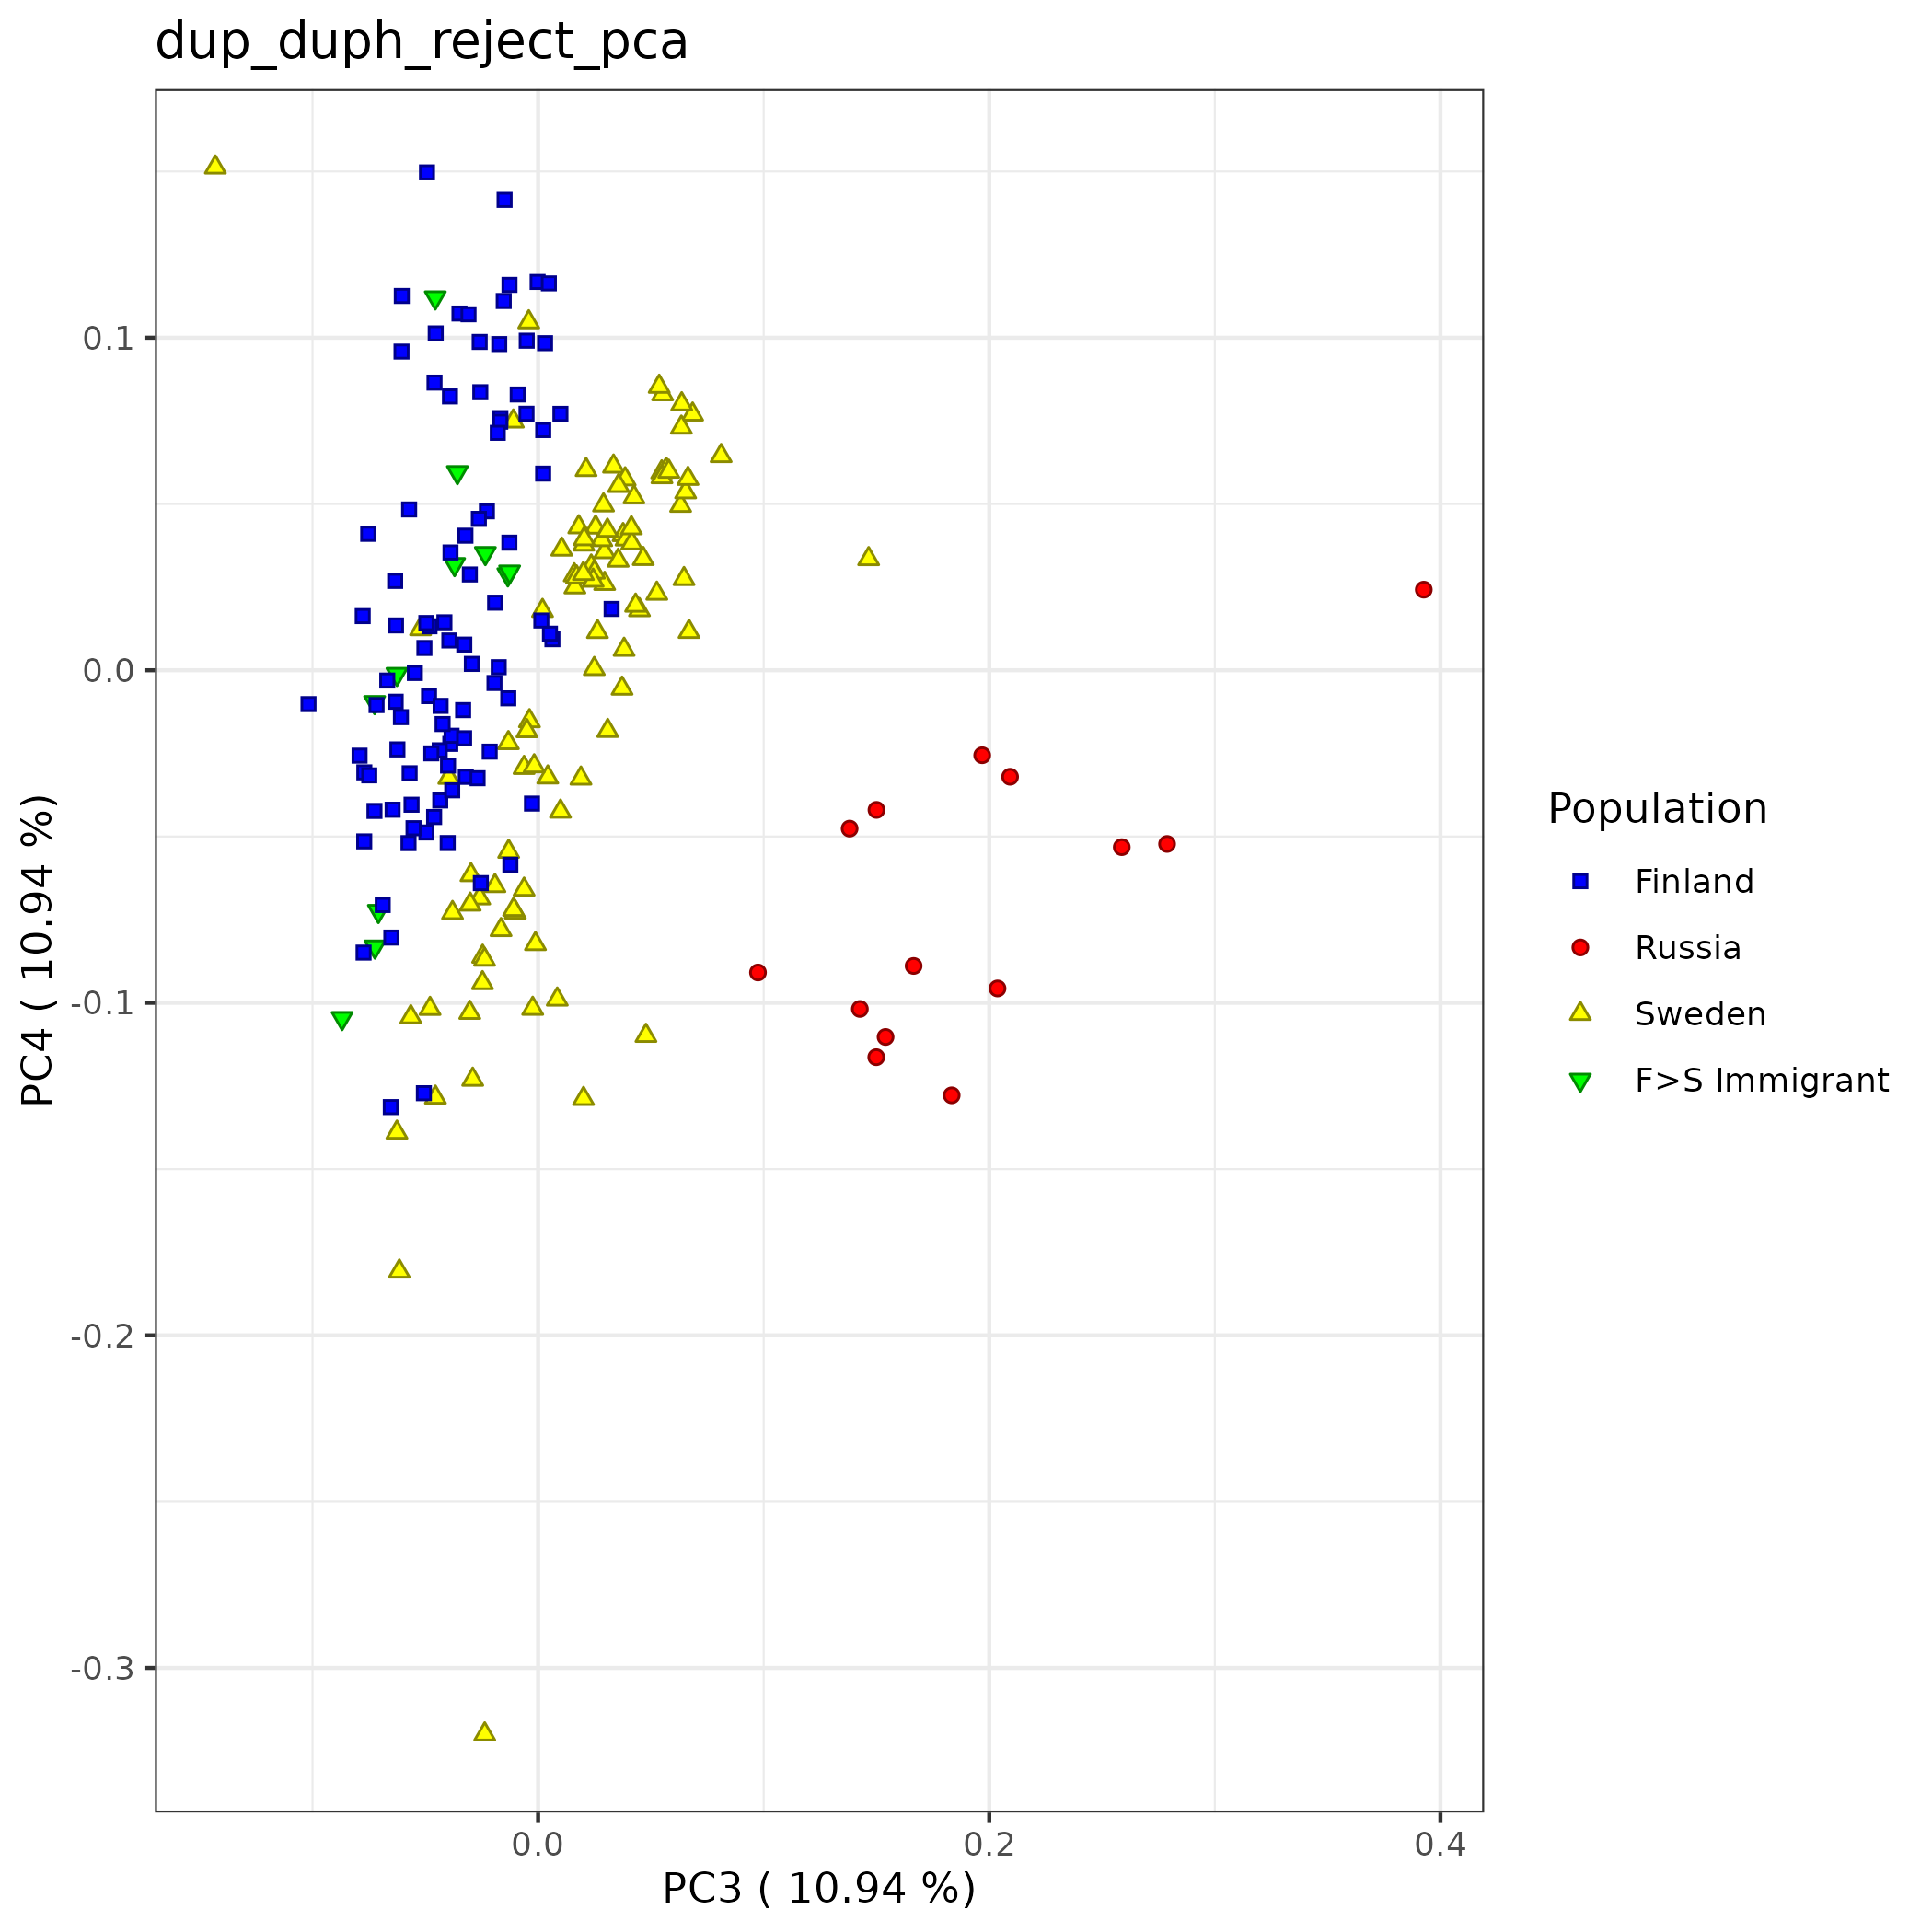 dup_duph_reject_pca
0.1
0.0
-0.1
-0.2
-0.3
PC4 ( 10.94 %)
0.0
0.2
0.4
PC3 ( 10.94 %)
Population
Finland
Russia
Sweden
F>S Immigrant